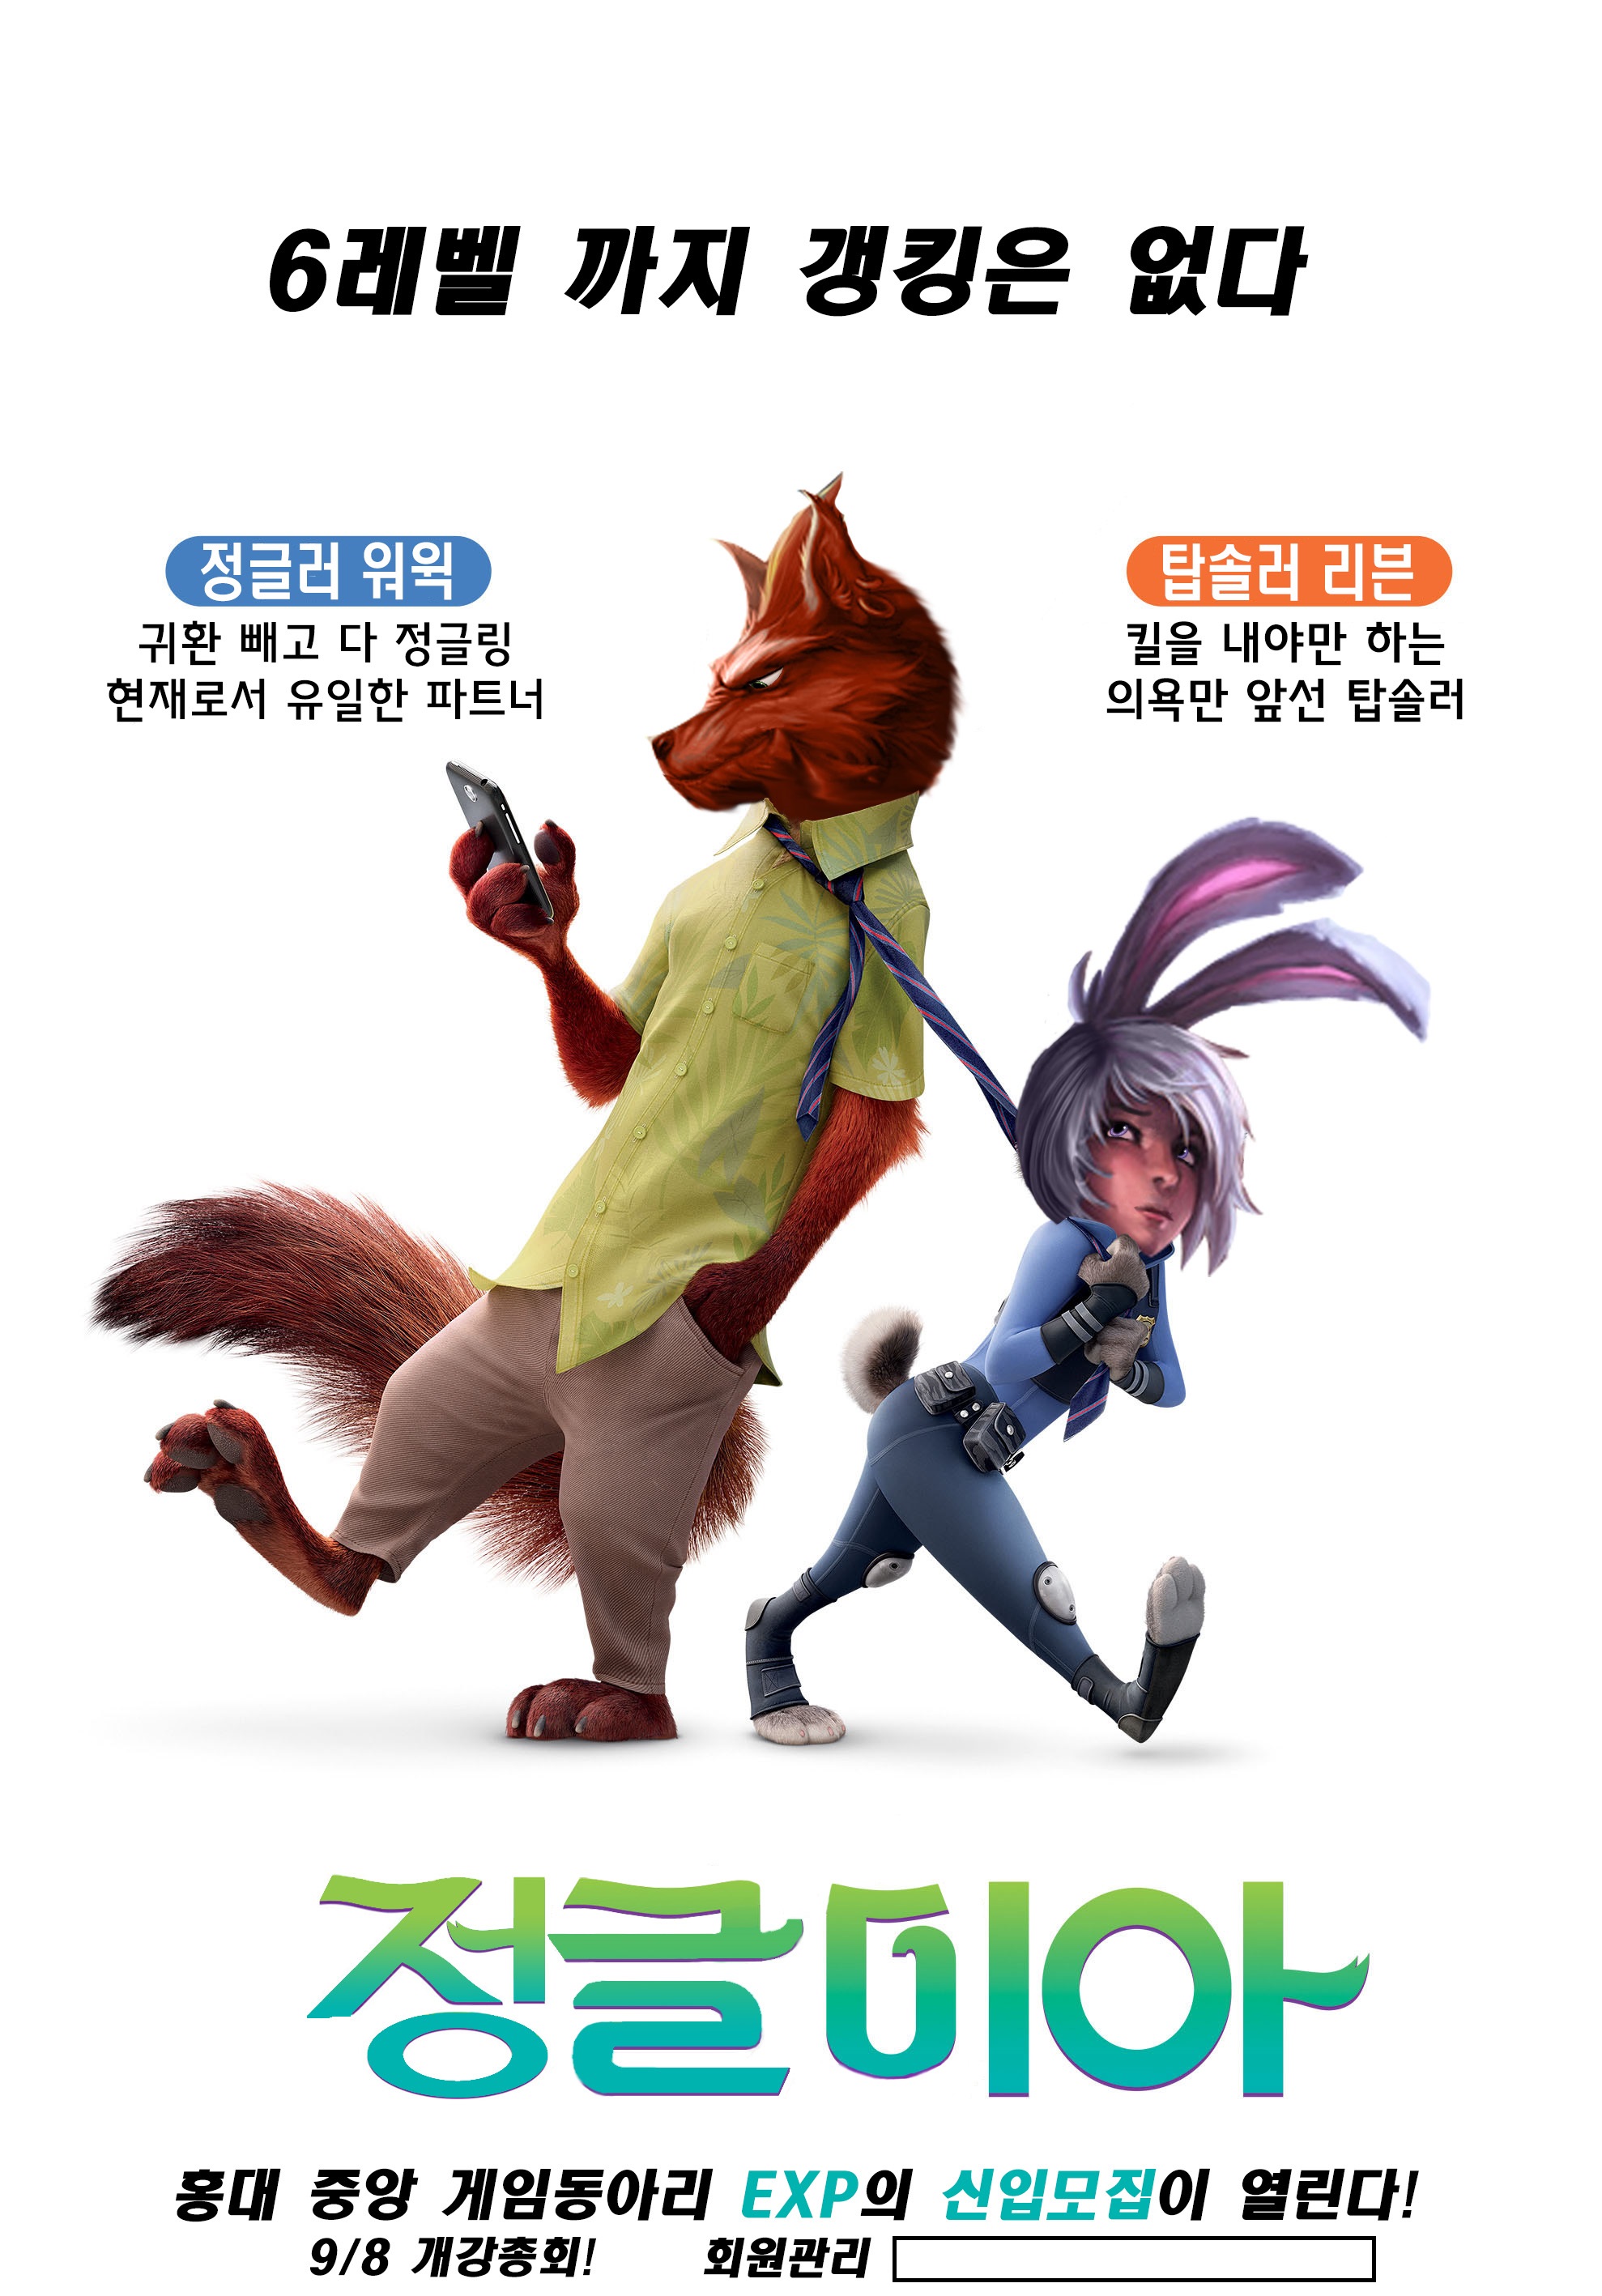 6레벨 까지 갱킹은 없다
정글러 워윅
귀환 빼고 다 정글링
현재로서 유일한 파트너
탑솔러 리븐
킬을 내야만 하는
의욕만 앞선 탑솔러
정글미아
홍대 중앙 게임동아리 EXP의 신입모집이 열린다!
9/8 개강총회! 회원관리